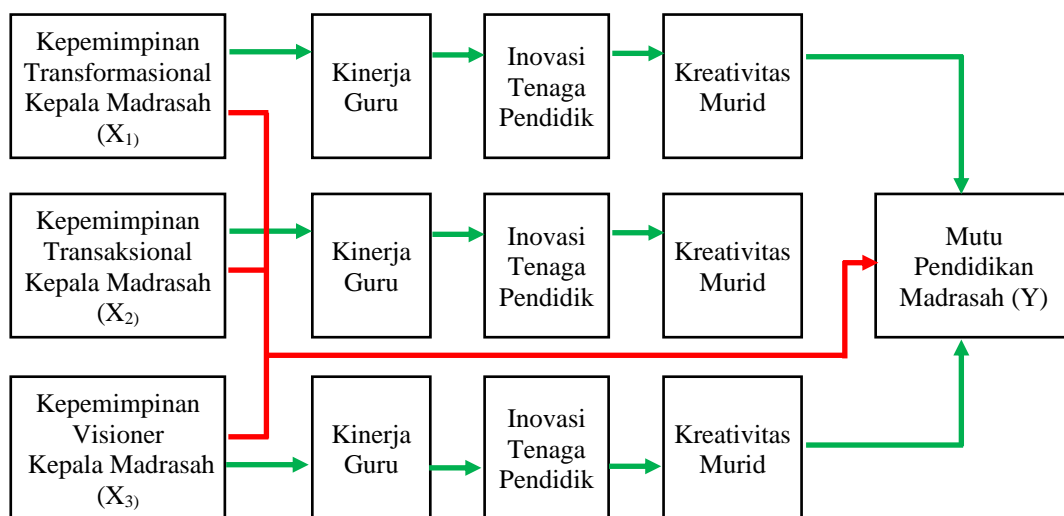 Kepemimpinan
Transformasional
Kepala Madrasah
(X1)
Kinerja
Guru
Inovasi
Tenaga
Pendidik
Kreativitas
Murid
Kepemimpinan
Transaksional
Kepala Madrasah
(X2)
Kinerja
Guru
Inovasi
Tenaga
Pendidik
Kreativitas
Murid
Mutu
Pendidikan
Madrasah (Y)
Kepemimpinan
Visioner
Kepala Madrasah
(X3)
Kinerja
Guru
Inovasi
Tenaga
Pendidik
Kreativitas
Murid